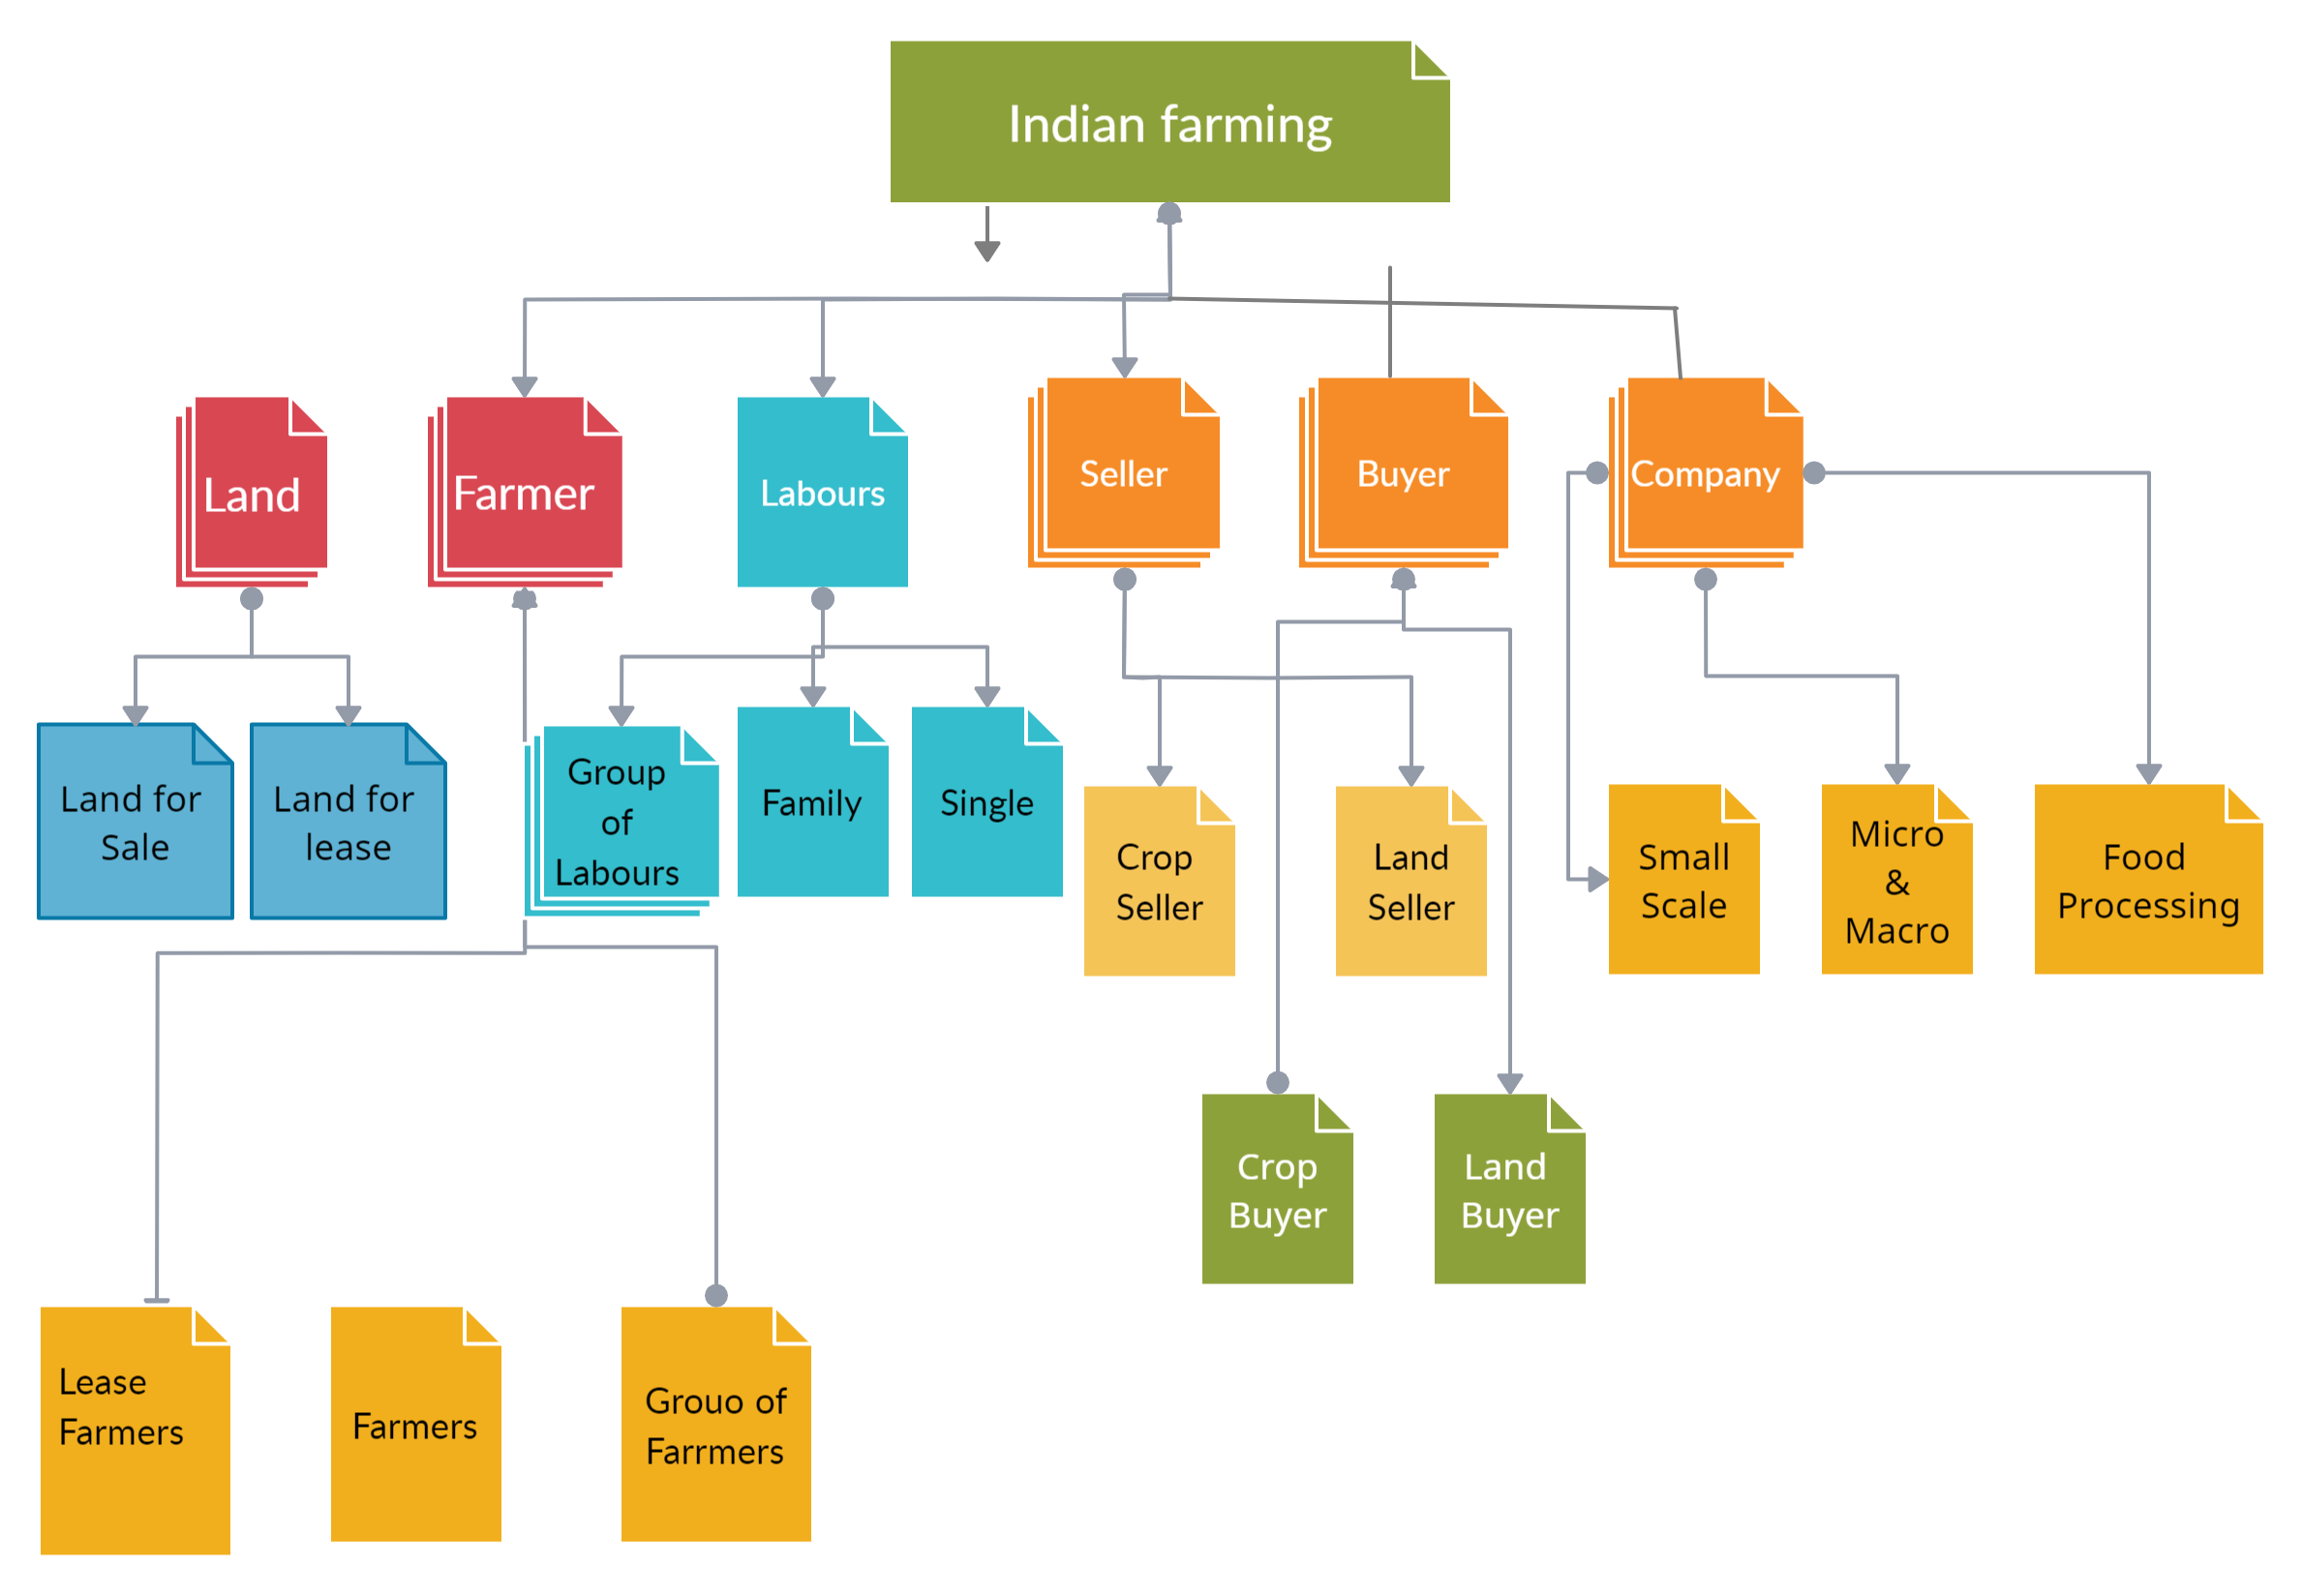 Indian farming
Land
Farmer
Labours
Seller
Buyer
Company
Land for
Sale
Land for
lease
Group
of
Labours
Family
Single
Crop
Seller
Land
Seller
Small
Scale
Micro
&
Macro
Food
Processing
Crop
Buyer
Land
Buyer
Lease
Farmers
Farmers
Grouo of
Farrmers